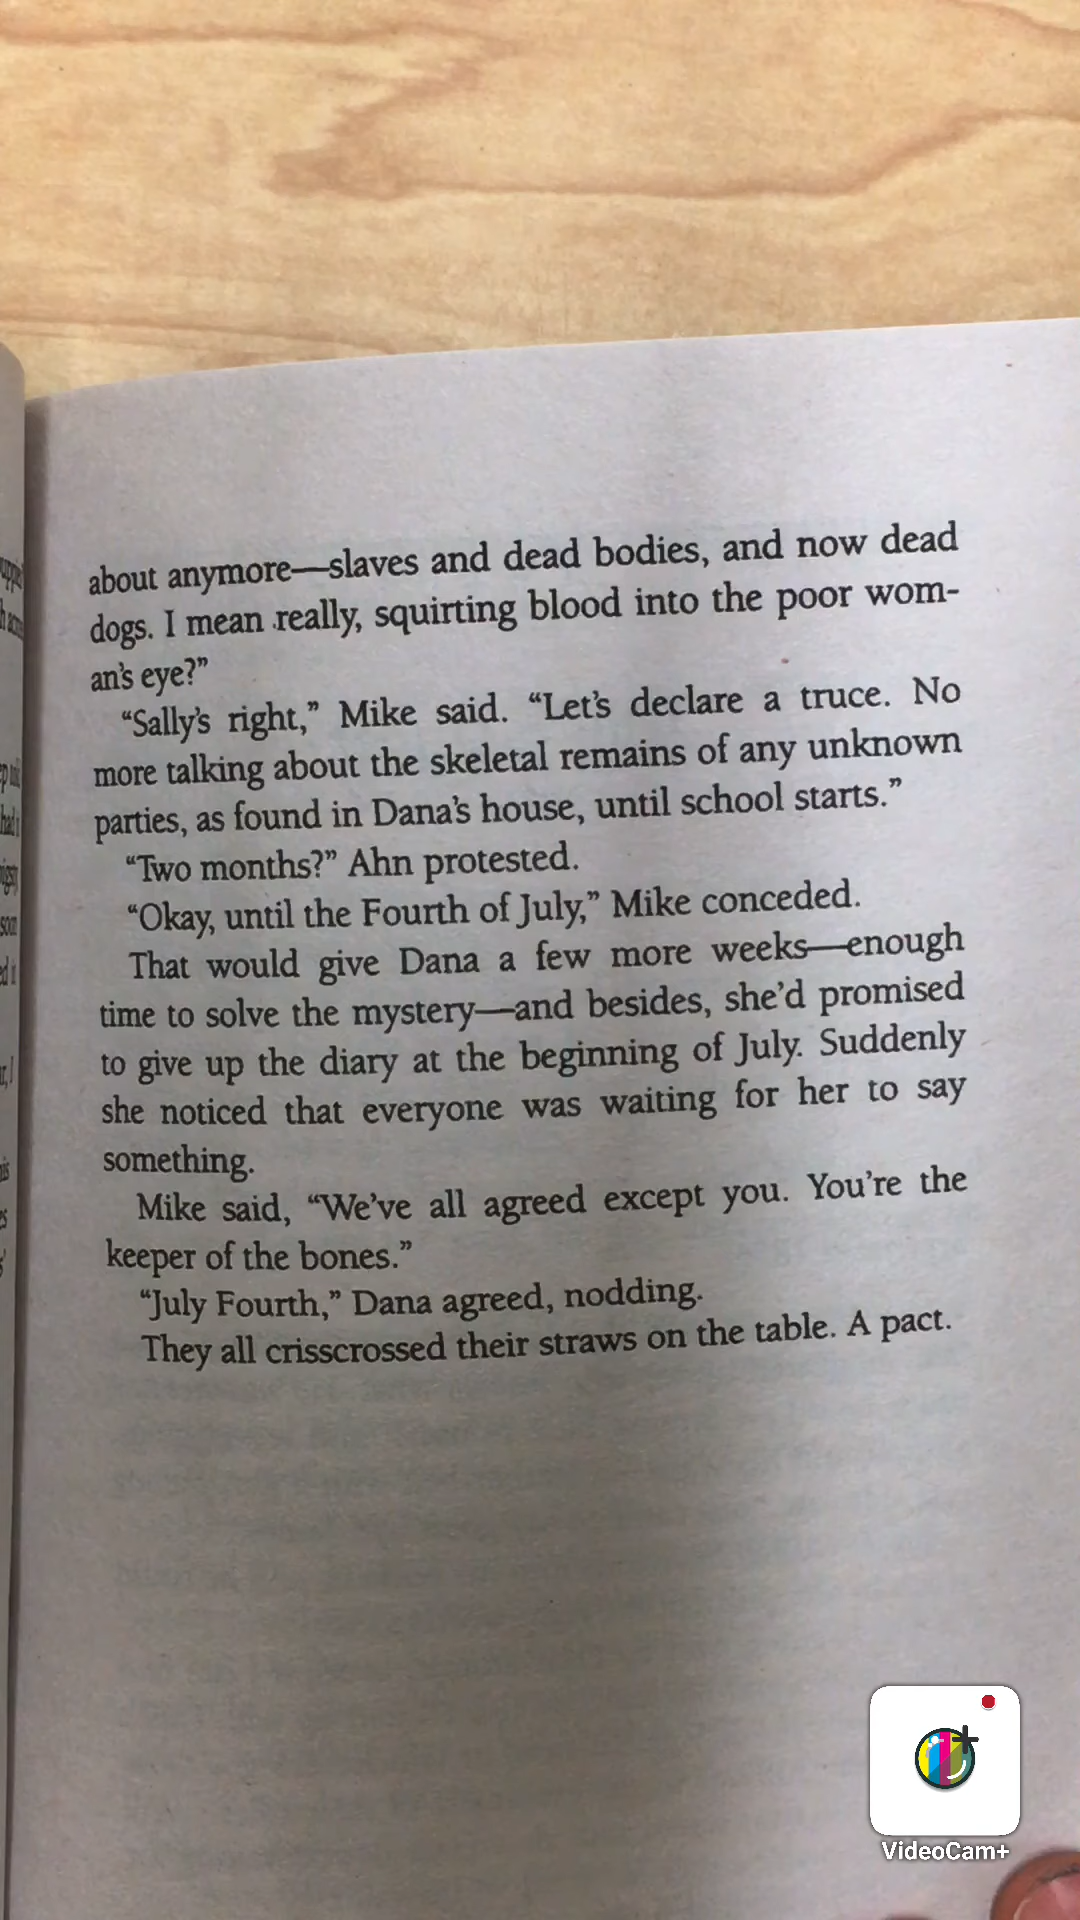 about anymore—slaves and dead bodies, and now dead
dogs. I mean really, squirting blood into the poor wom-
an's eye?”
“Sally's right,” Mike said. “Let's declare a truce. No
more talking about the skeletal remains of any unknown
parties, as found in Dana's house, until school starts.”
“Two months?” Ahn protested.
“Okay, until the Fourth of July,” Mike conceded.
That would give Dana a few more weeks—enough
time to solve the mystery—and besides, she'd promised
to give up the diary at the beginning of July. Suddenly
she noticed that everyone was waiting for her to say
something.
Mike said, “We've all agreed except you. You're the
keeper of the bones.”
“July Fourth,” Dana agreed, nodding.
They all crisscrossed their straws on the table. A pact.
VideoCam+